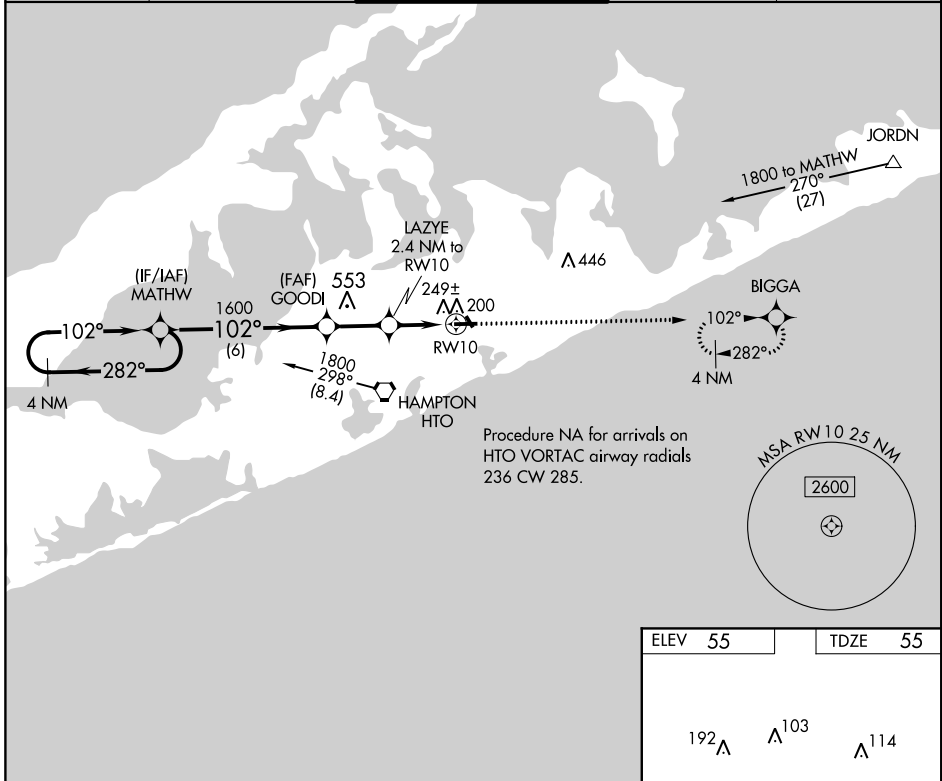 JORDN
1800 to MATHW
270°
(27)
LAZYE
2.4 NM to
RW10
446
(IF/IAF)
MATHW
(FAF)
GOODI
553
249±
200
BIGGA
102°
1600
102°
(6)
RW10
102°
282°
4 NM
282°
4 NM
1800
298°
(8.4)
HAMPTON
HTO
Procedure NA for arrivals on
HTO VORTAC airway radials
236 CW 285.
MSA RW10 25 NM
2600
ELEV 55
TDZE 55
192
103
114